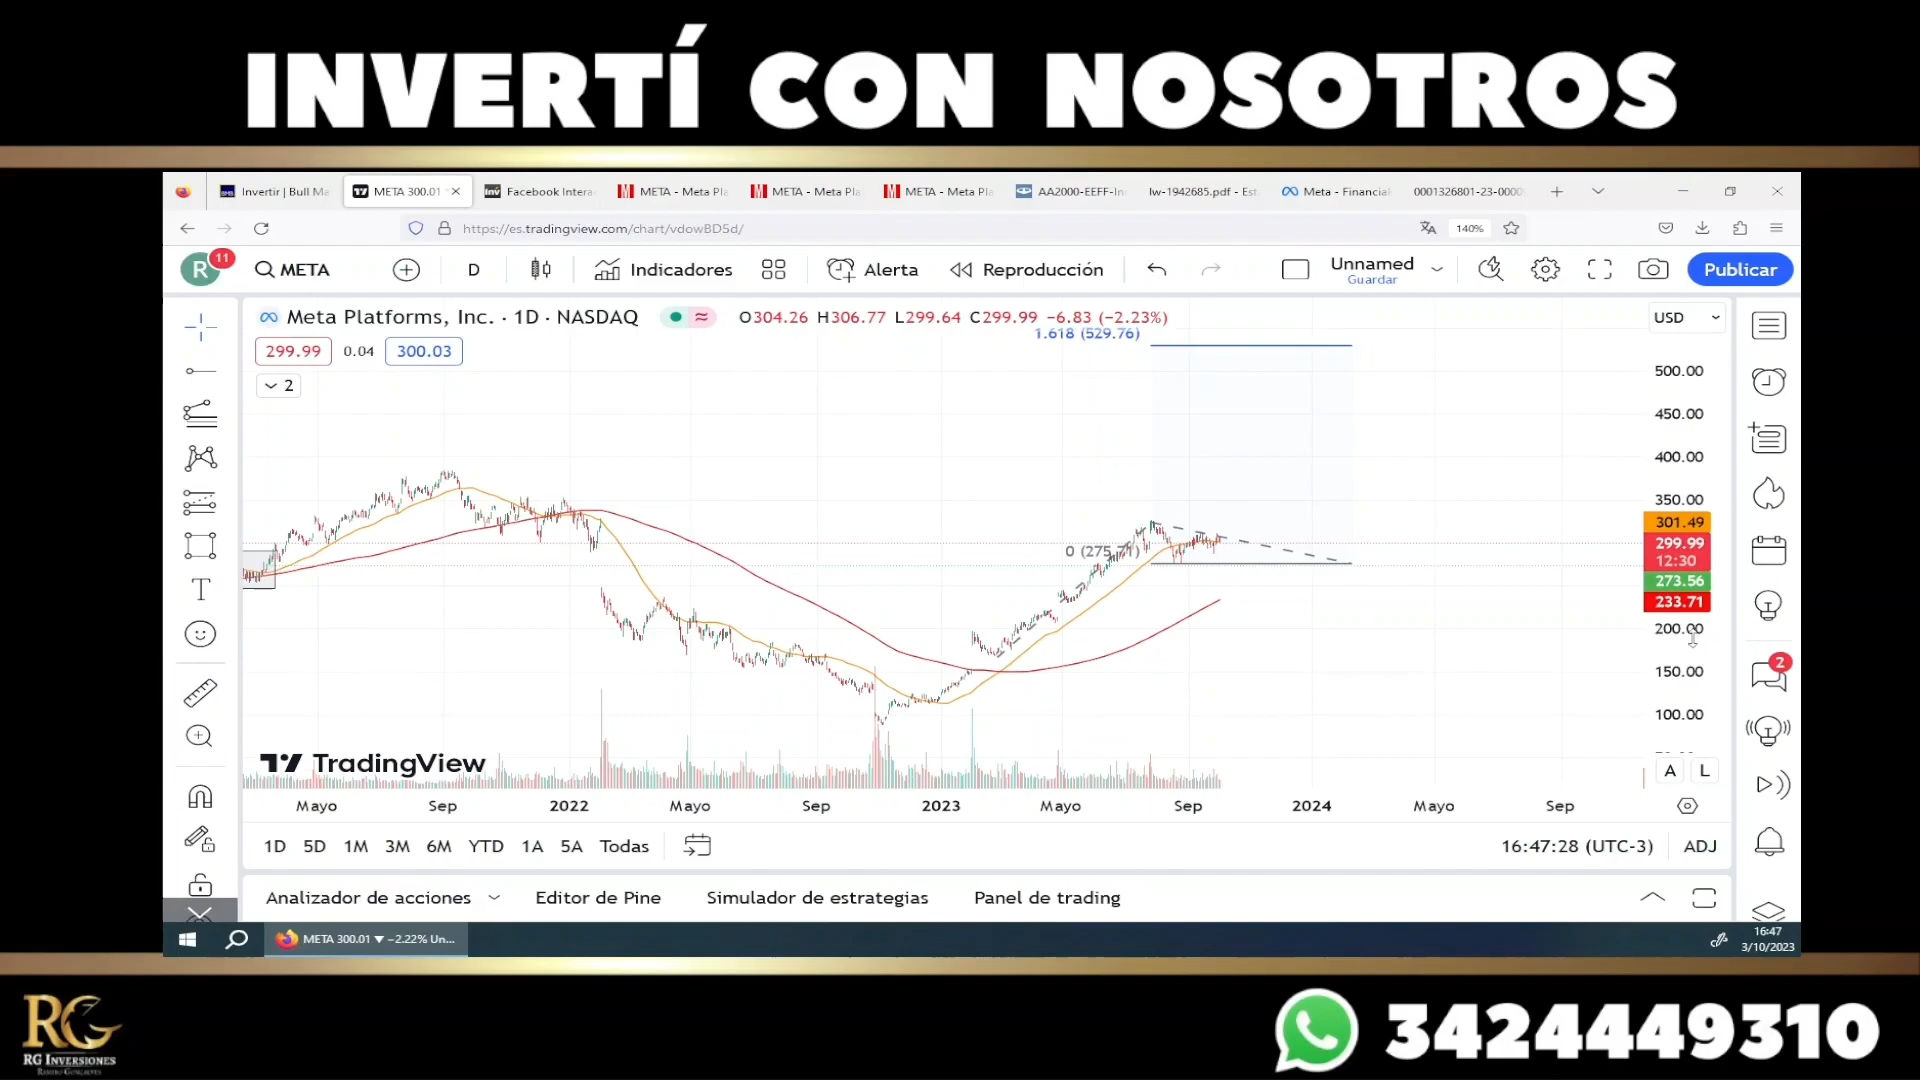 INVERTÍ CON NOSOTROS
Invertir | Bull Ma
META 300.01
Facebook Intera
META - Meta Pla
META - Meta Pla
META - Meta Pla
AA2000-EEFF-In
lw-1942685.pdf - Est
Meta - Financial
0001326801-23-0000
https://es.tradingview.com/chart/vdowBD5d/
140%
R
11
META
D
Indicadores
Alerta
Reproducción
Unnamed
Guardar
Publicar
Meta Platforms, Inc. · 1D · NASDAQ
O304.26 H306.77 L299.64 C299.99 −6.83 (−2.23%)
USD
1.618 (529.76)
299.99
0.04
300.03
2
500.00
450.00
400.00
350.00
301.49
299.99
12:30
273.56
233.71
200.00
150.00
100.00
0 (275.71)
TradingView
A
L
Mayo
Sep
2022
Mayo
Sep
2023
Mayo
Sep
2024
Mayo
Sep
1D 5D 1M 3M 6M YTD 1A 5A Todas
16:47:28 (UTC-3)
ADJ
2
Analizador de acciones
Editor de Pine
Simulador de estrategias
Panel de trading
META 300.01 ▼ −2.22% Un...
16:47
3/10/2023
RG
RG INVERSIONES
3424449310